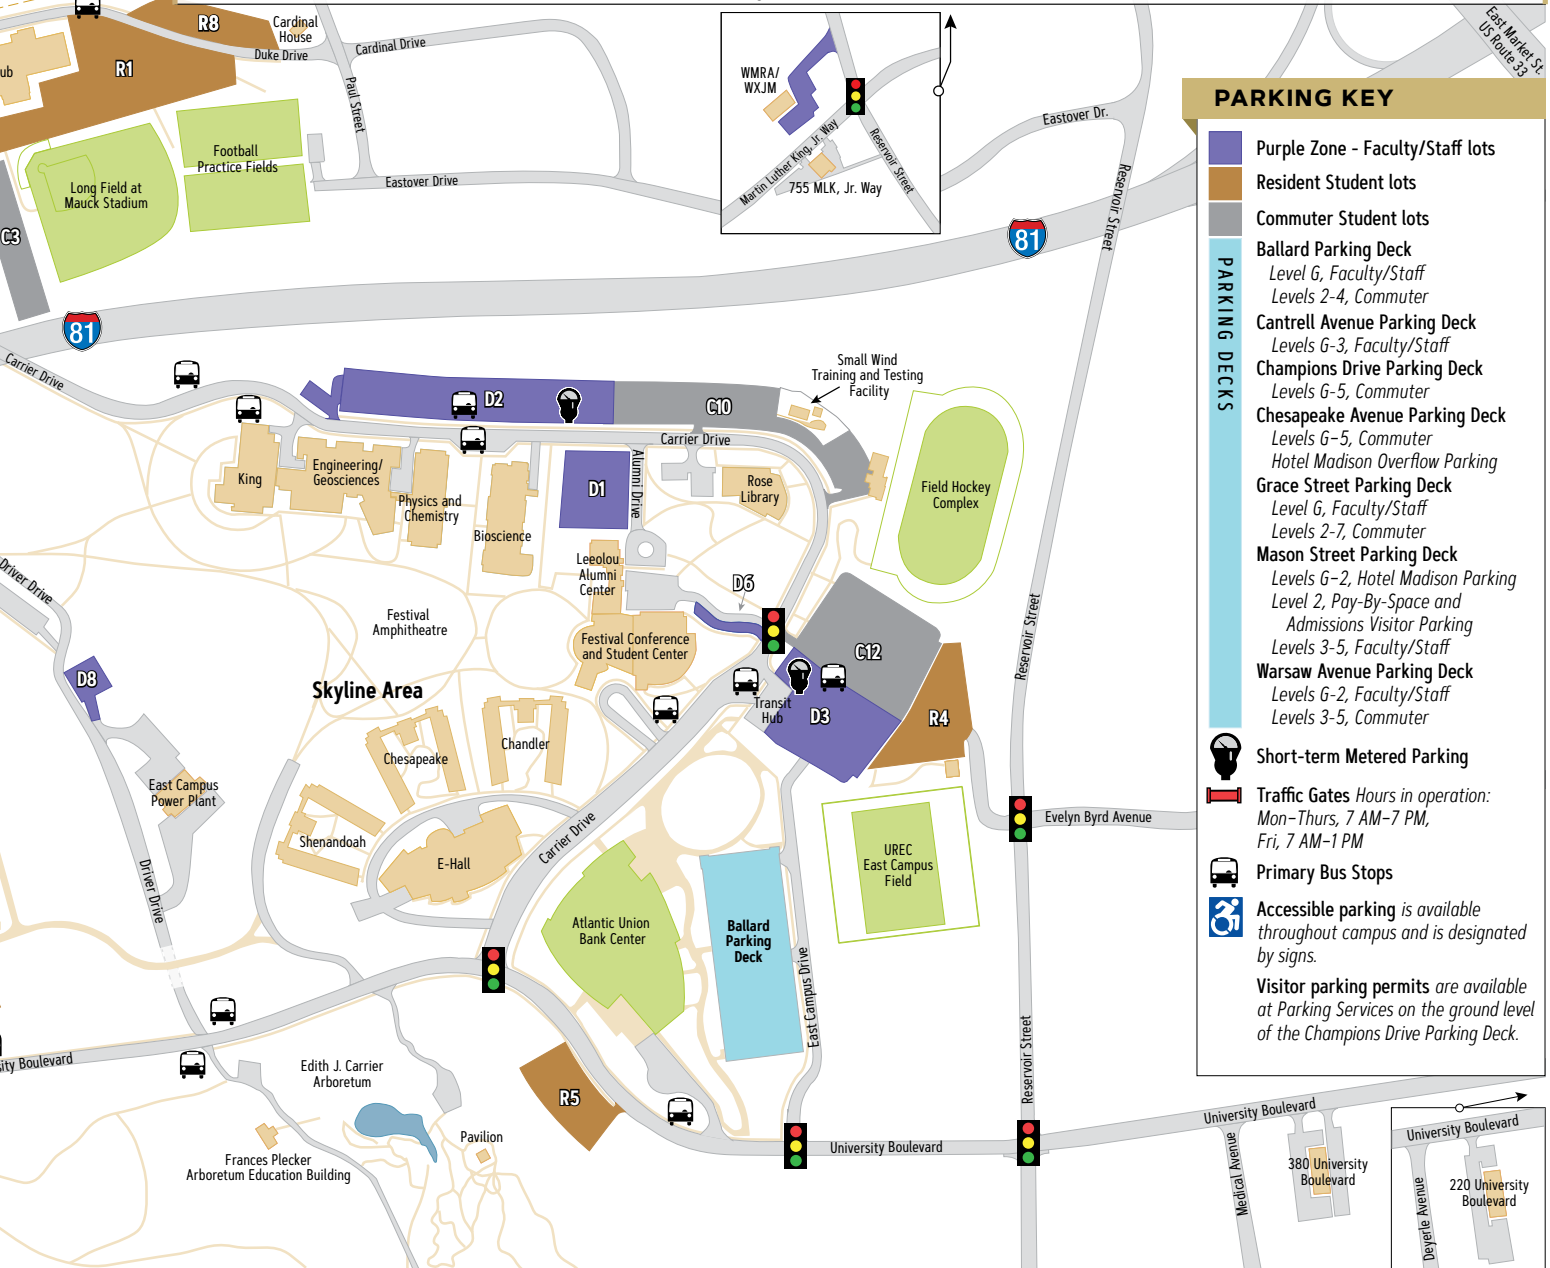 R8
Cardinal
House
Duke Drive
Cardinal Drive
R1
ub
Paul Street
Football
Practice Fields
Long Field at
Mauck Stadium
Eastover Drive
C3
81
WMRA/
WXJM
Martin Luther King, Jr. Way
Reservoir Street
755 MLK, Jr. Way
Eastover Dr.
Reservoir Street
81
East Market St.
US Route 33
Carrier Drive
D2
C10
Small Wind
Training and Testing
Facility
Carrier Drive
King
Engineering/
Geosciences
Physics and
Chemistry
Bioscience
D1
Alumni Drive
Rose
Library
Field Hockey
Complex
Driver Drive
Leeolou
Alumni
Center
D6
Festival
Amphitheatre
Festival Conference
and Student Center
C12
Reservoir Street
D8
Skyline Area
Transit
Hub
D3
R4
Chesapeake
Chandler
East Campus
Power Plant
Shenandoah
E-Hall
Carrier Drive
Evelyn Byrd Avenue
UREC
East Campus
Field
Driver Drive
Atlantic Union
Bank Center
Ballard
Parking
Deck
East Campus Drive
Reservoir Street
sity Boulevard
Edith J. Carrier
Arboretum
R5
Pavilion
Frances Plecker
Arboretum Education Building
University Boulevard
University Boulevard
Medical Avenue
380 University
Boulevard
University Boulevard
Deyerle Avenue
220 University
Boulevard
PARKING KEY
Purple Zone - Faculty/Staff lots
Resident Student lots
Commuter Student lots
PARKING DECKS
Ballard Parking Deck
Level G, Faculty/Staff
Levels 2-4, Commuter
Cantrell Avenue Parking Deck
Levels G-3, Faculty/Staff
Champions Drive Parking Deck
Levels G-5, Commuter
Chesapeake Avenue Parking Deck
Levels G–5, Commuter
Hotel Madison Overflow Parking
Grace Street Parking Deck
Level G, Faculty/Staff
Levels 2-7, Commuter
Mason Street Parking Deck
Levels G–2, Hotel Madison Parking
Level 2, Pay-By-Space and
Admissions Visitor Parking
Levels 3-5, Faculty/Staff
Warsaw Avenue Parking Deck
Levels G-2, Faculty/Staff
Levels 3-5, Commuter
Short-term Metered Parking
Traffic Gates Hours in operation:
Mon–Thurs, 7 AM–7 PM,
Fri, 7 AM–1 PM
Primary Bus Stops
Accessible parking is available
throughout campus and is designated
by signs.
Visitor parking permits are available
at Parking Services on the ground level
of the Champions Drive Parking Deck.